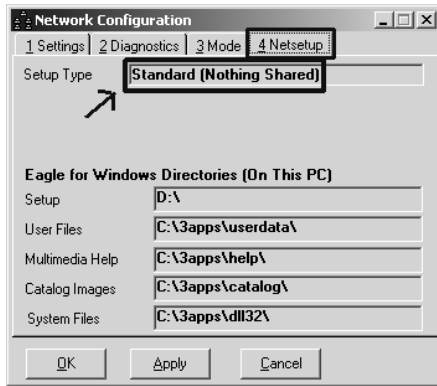 Network Configuration
1 Settings 2 Diagnostics 3 Mode 4 Netsetup
Setup Type Standard (Nothing Shared)
Eagle for Windows Directories (On This PC)
Setup D:\
User Files C:\3apps\userdata\
Multimedia Help C:\3apps\help\
Catalog Images C:\3apps\catalog\
System Files C:\3apps\dll32\
OK Apply Cancel